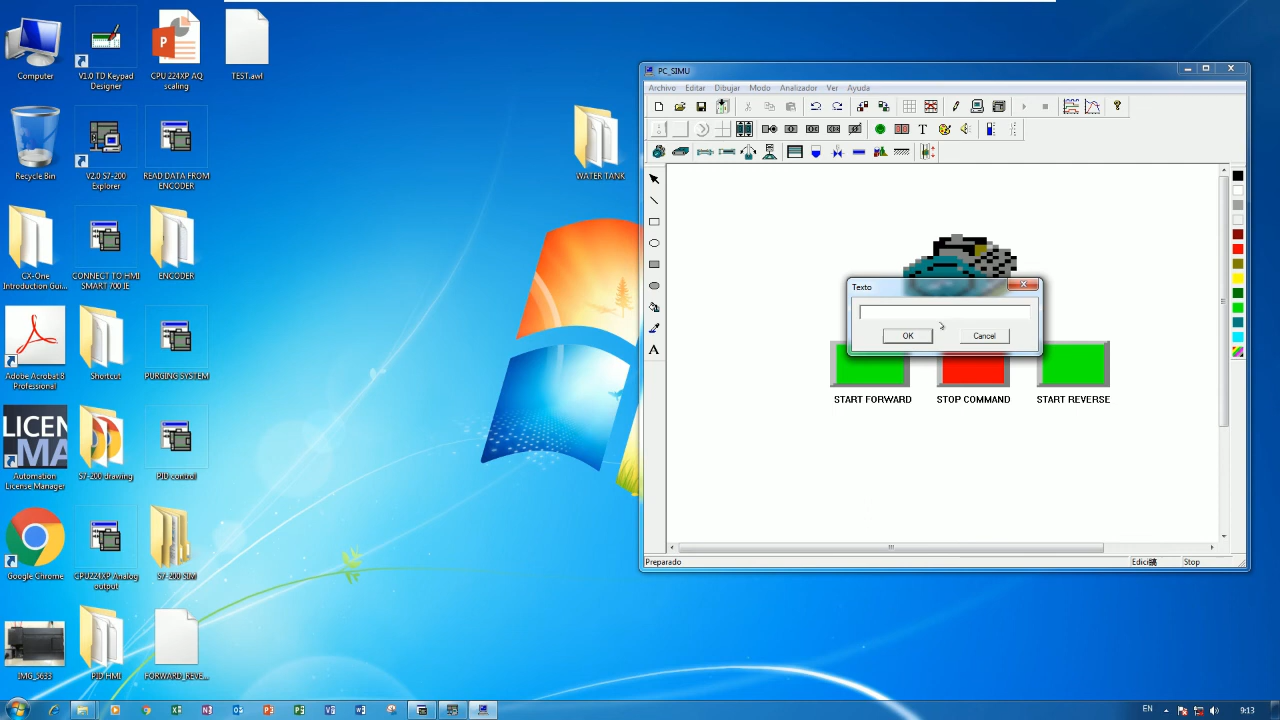 Computer
V1.0 TD Keypad
Designer
CPU 224XP AQ
scaling
TEST.awl
Recycle Bin
V2.0 S7-200
Explorer
READ DATA FROM
ENCODER
WATER TANK
CX-One
Introduction Gui...
CONNECT TO HMI
SMART 700 IE
ENCODER
Adobe Acrobat 8
Professional
Shortcut
PURGING SYSTEM
LICEN
MA
Automation
License Manager
S7-200 drawing
PID control
Google Chrome
CPU224XP Analog
output
S7-200 SIM
IMG_5633
PID HMI
FORWARD_REVE...
PC_SIMU
Archivo Editar Dibujar Modo Analizador Ver Ayuda
Texto
OK Cancel
START FORWARD STOP COMMAND START REVERSE
Preparado Stop
EN 9:13